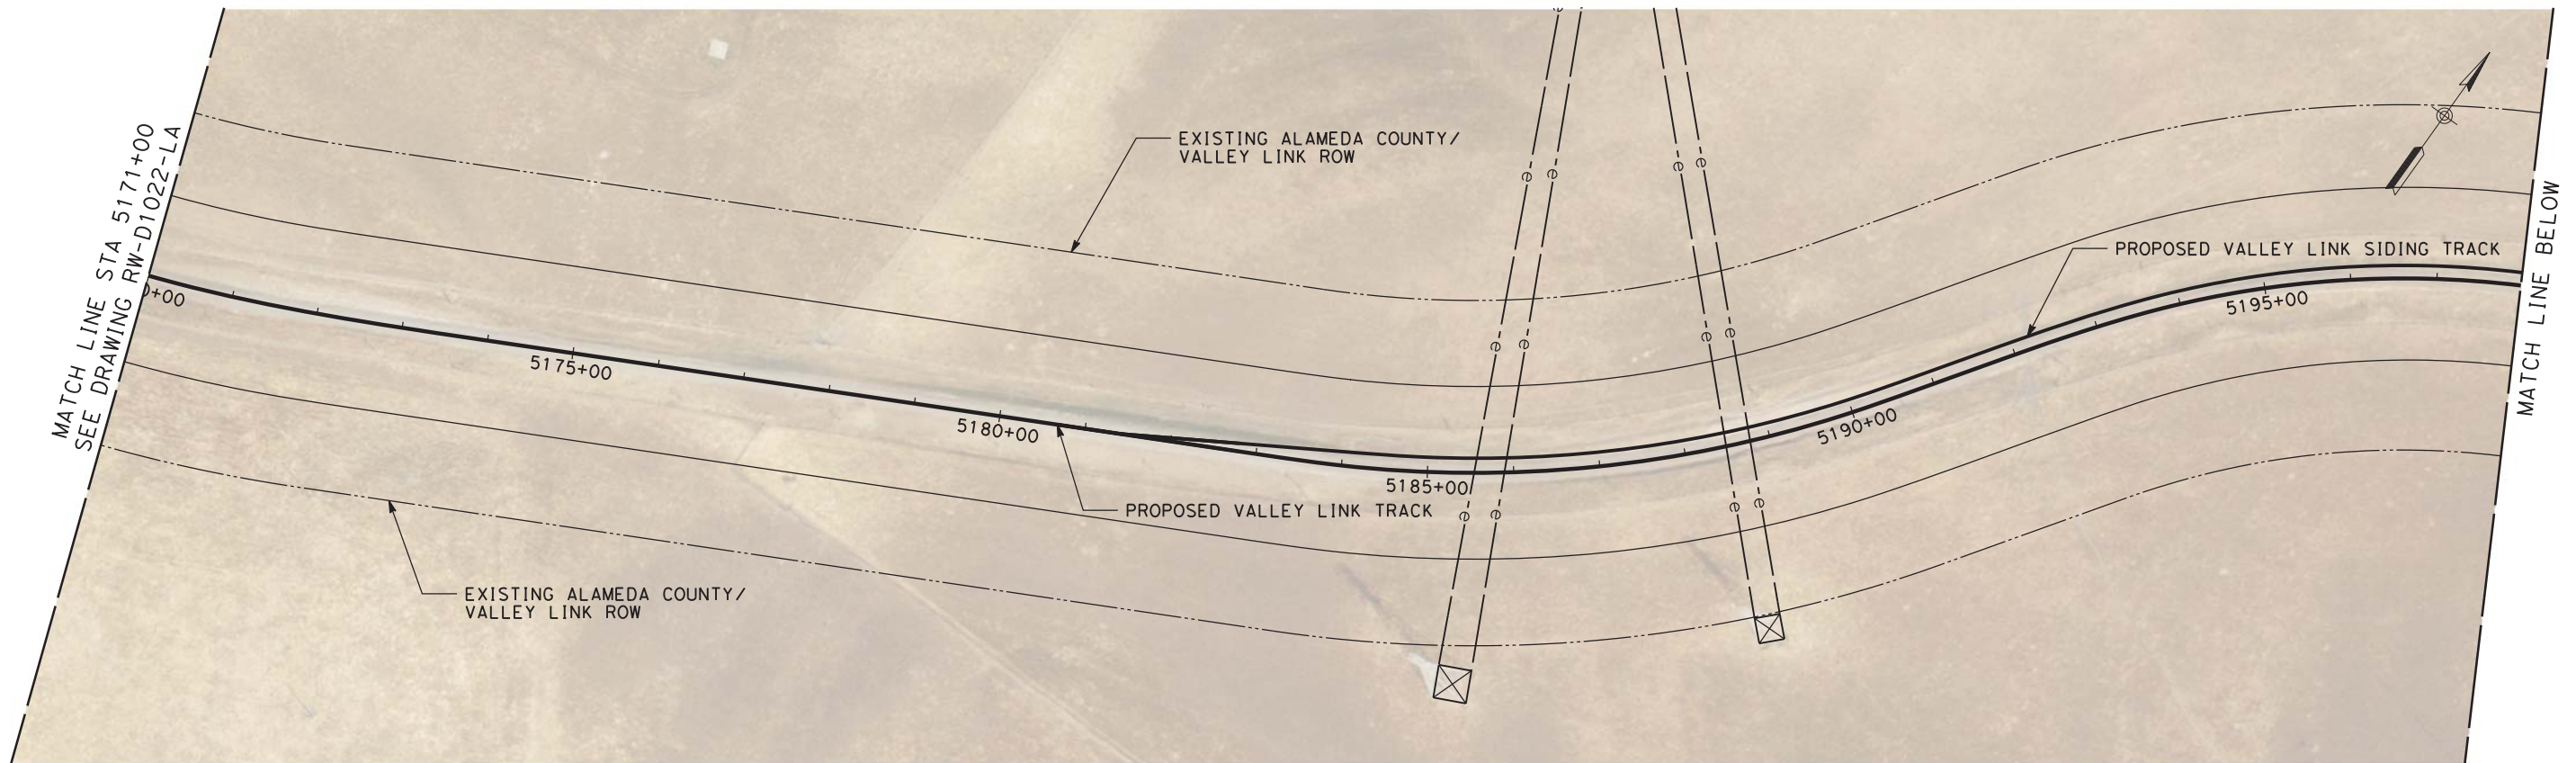 MATCH LINE STA 5171+00
SEE DRAWING RW-D1022-LA
EXISTING ALAMEDA COUNTY/
VALLEY LINK ROW
PROPOSED VALLEY LINK SIDING TRACK
MATCH LINE BELOW
0+00
5175+00
5180+00
5185+00
5190+00
5195+00
PROPOSED VALLEY LINK TRACK
EXISTING ALAMEDA COUNTY/
VALLEY LINK ROW
e e e e
e e e e
e e e e